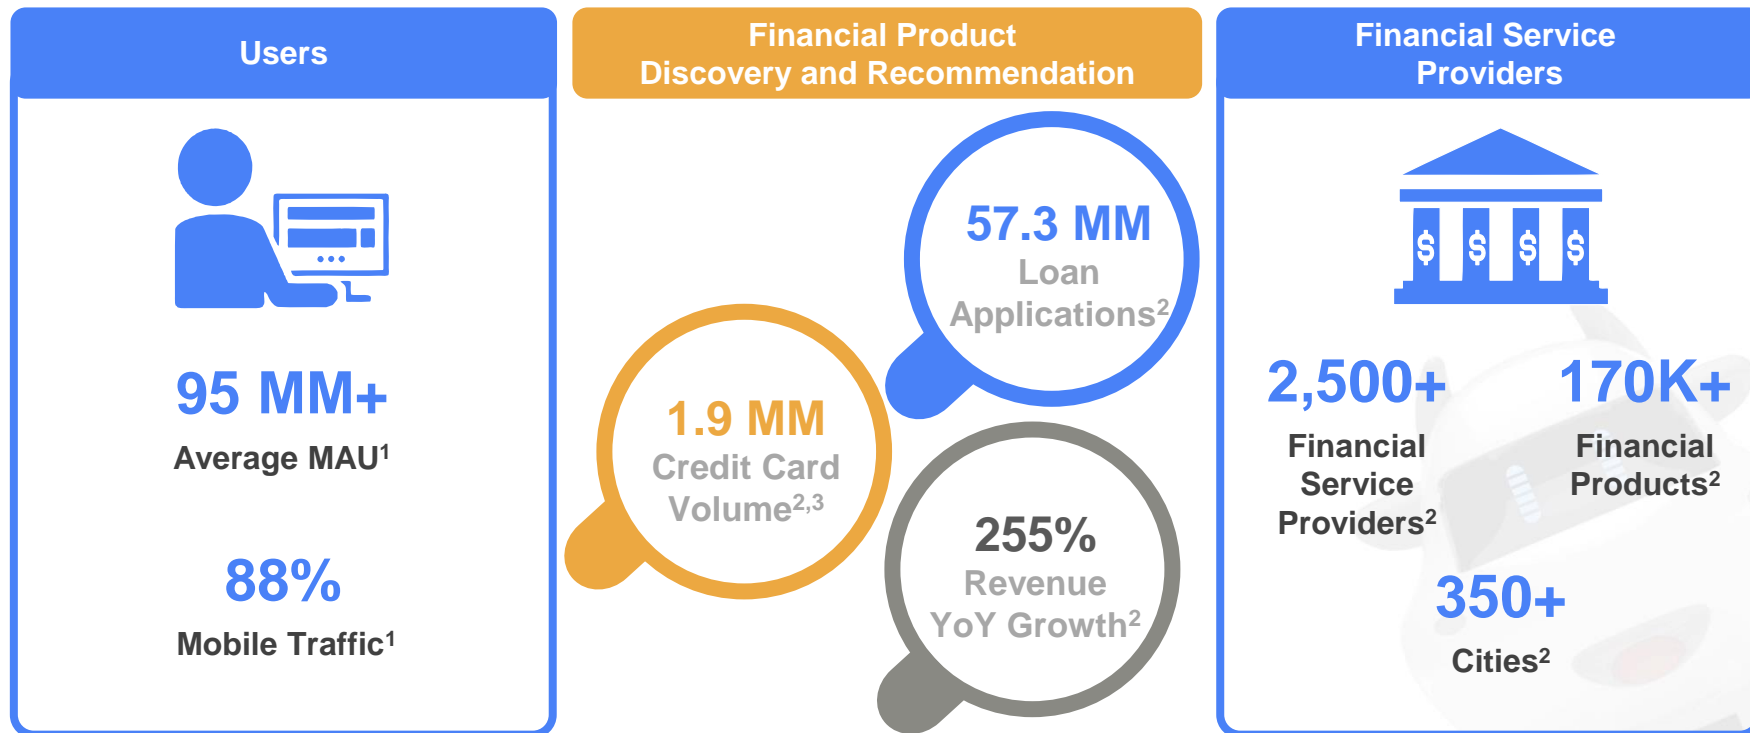 Users
95 MM+
Average MAU¹
88%
Mobile Traffic¹
Financial Product
Discovery and Recommendation
57.3 MM
Loan
Applications²
1.9 MM
Credit Card
Volume²,³
255%
Revenue
YoY Growth²
Financial Service
Providers
$ $ $ $
2,500+
Financial
Service
Providers²
170K+
Financial
Products²
350+
Cities²